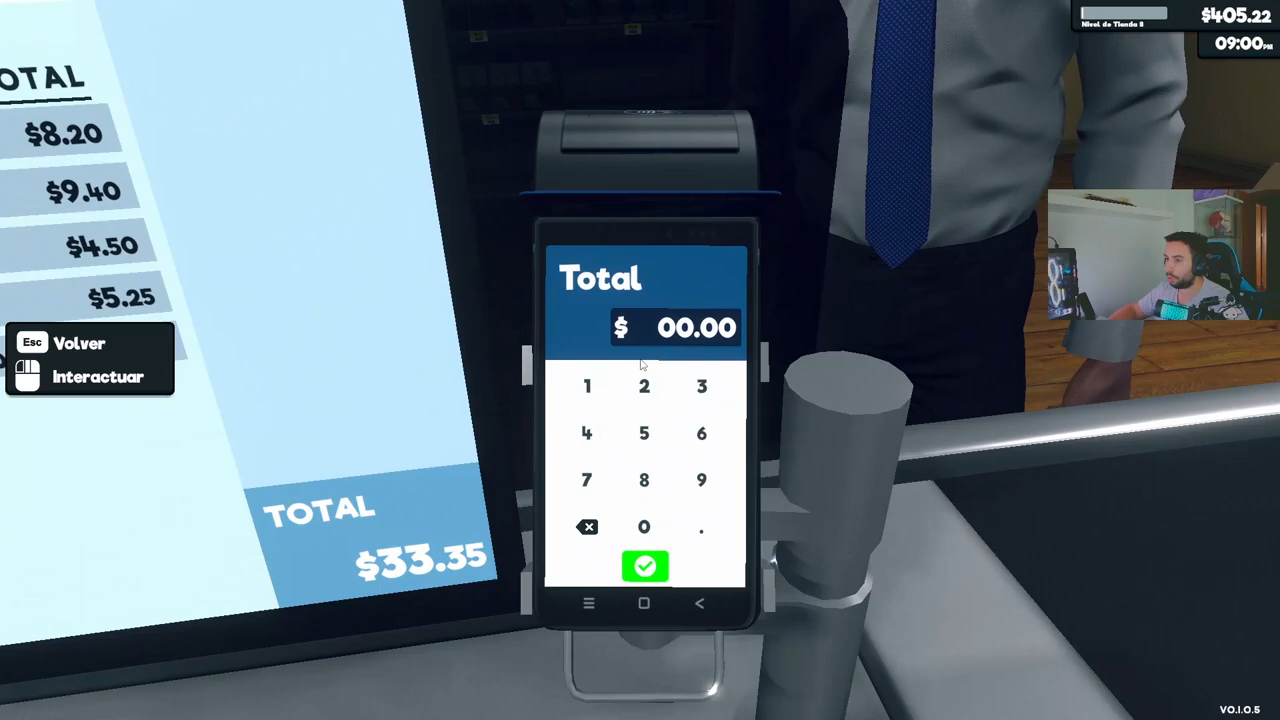 $405.22
Nivel de Tienda 8
09:00PM
OTAL
$8.20
$9.40
$4.50
$5.25
Esc Volver
Interactuar
TOTAL
$33.35
Total
$ 00.00
1 2 3
4 5 6
7 8 9
0 .
V0.1.0.5